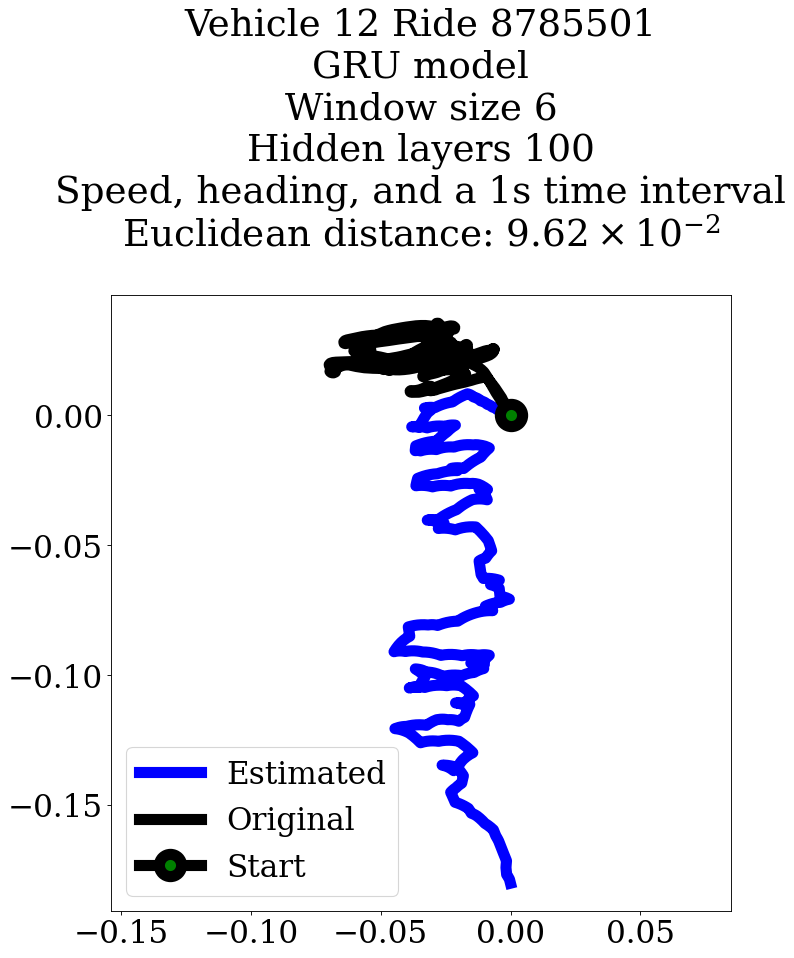 Vehicle 12 Ride 8785501
GRU model
Window size 6
Hidden layers 100
Speed, heading, and a 1s time interval
Euclidean distance: 9.62 × 10⁻²
0.00
−0.05
−0.10
−0.15
Estimated
Original
Start
−0.15 −0.10 −0.05 0.00 0.05